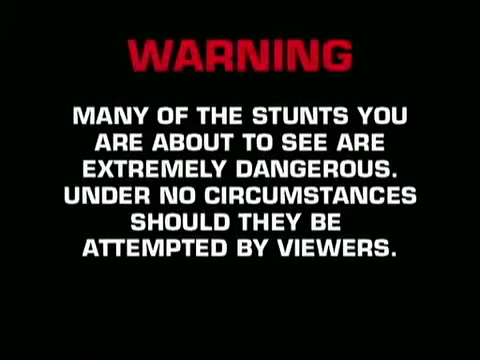 WARNING
MANY OF THE STUNTS YOU
ARE ABOUT TO SEE ARE
EXTREMELY DANGEROUS.
UNDER NO CIRCUMSTANCES
SHOULD THEY BE
ATTEMPTED BY VIEWERS.